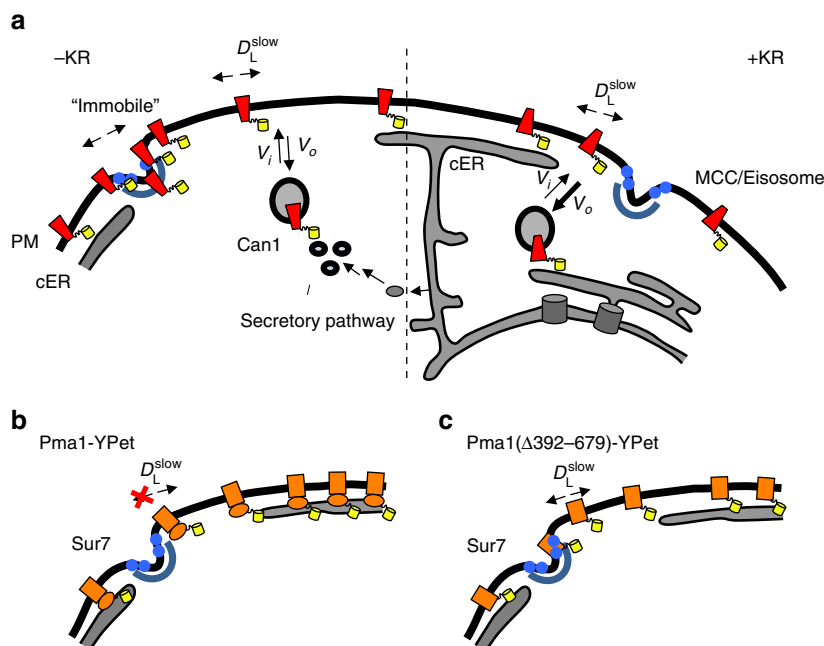 a
–KR
D_L^slow
+KR
D_L^slow
"Immobile"
V_i
V_o
cER
V_i
V_o
MCC/Eisosome
PM
Can1
cER
Secretory pathway
b
c
Pma1-YPet
Pma1(Δ392–679)-YPet
D_L^slow
D_L^slow
Sur7
Sur7